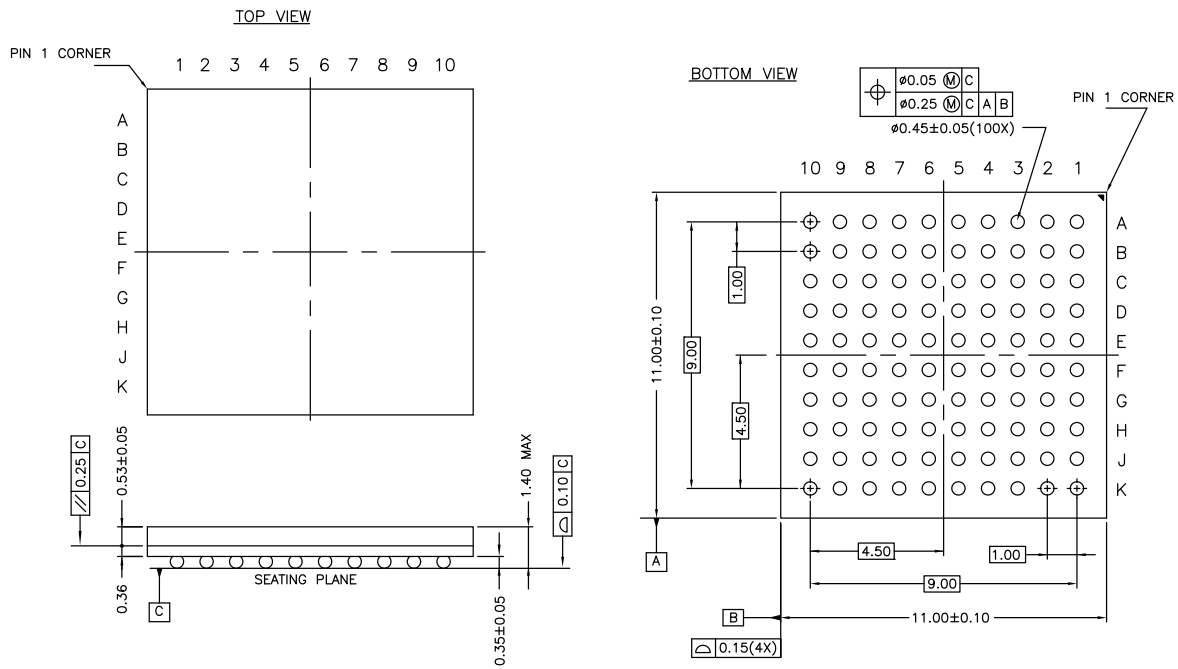 TOP VIEW
PIN 1 CORNER
1 2 3 4 5 6 7 8 9 10
A
B
C
D
E
F
G
H
J
K
// 0.25 C
0.53±0.05
0.36
C
SEATING PLANE
1.40 MAX
0.35±0.05
0.10 C
BOTTOM VIEW
ø0.05 Ⓜ C
ø0.25 Ⓜ C A B
ø0.45±0.05(100X)
PIN 1 CORNER
10 9 8 7 6 5 4 3 2 1
A
B
C
D
E
F
G
H
J
K
11.00±0.10
9.00
1.00
4.50
A
4.50
1.00
9.00
B
11.00±0.10
0.15(4X)